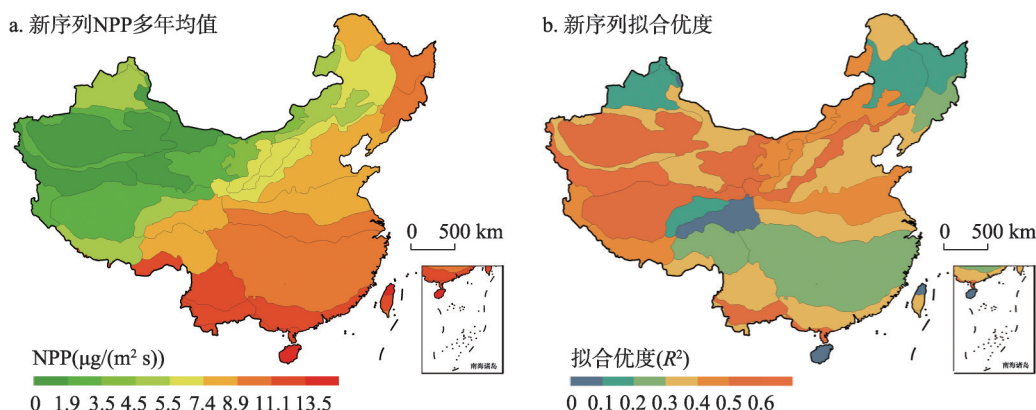 a. 新序列NPP多年均值
b. 新序列拟合优度
0 500 km
0 500 km
南海诸岛
南海诸岛
NPP(μg/(m² s))
拟合优度(R²)
0 1.9 3.5 4.5 5.5 7.4 8.9 11.1 13.5
0 0.1 0.2 0.3 0.4 0.5 0.6